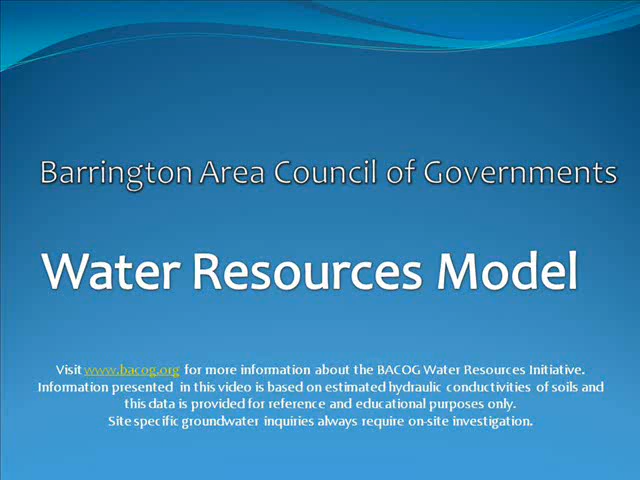 Barrington Area Council of Governments
Water Resources Model
Visit www.bacog.org for more information about the BACOG Water Resources Initiative.
Information presented in this video is based on estimated hydraulic conductivities of soils and
this data is provided for reference and educational purposes only.
Site specific groundwater inquiries always require on-site investigation.